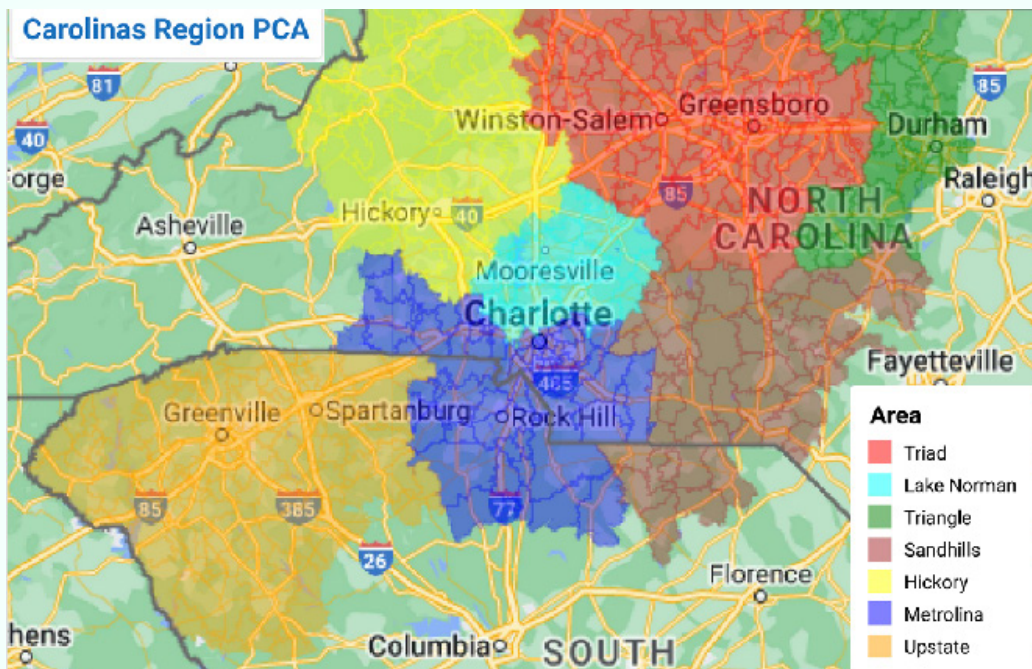 Carolinas Region PCA
81
85
40
Forge
Winston-Salem
Greensboro
Durham
Raleigh
85
NORTH
CAROLINA
Asheville
Hickory
40
Mooresville
Charlotte
485
Fayetteville
Greenville
Spartanburg
Rock Hill
85
385
77
26
Florence
Columbia
SOUTH
hens
Area
Triad
Lake Norman
Triangle
Sandhills
Hickory
Metrolina
Upstate